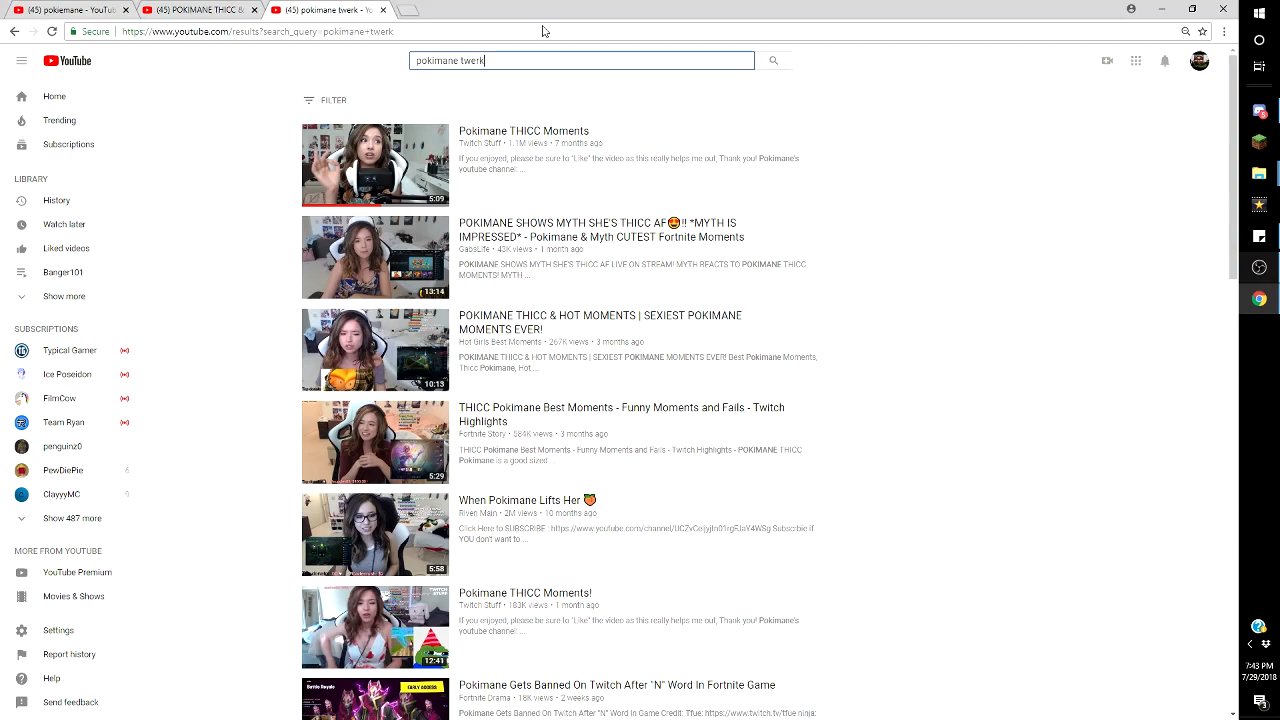 (45) pokimane - YouTub
(45) POKIMANE THICC &
(45) pokimane twerk - Yo
Secure
https://www.youtube.com/results?search_query=pokimane+twerk
YouTube
pokimane twerk
Home
Trending
Subscriptions
LIBRARY
History
Watch later
Liked videos
Banger101
Show more
SUBSCRIPTIONS
Typical Gamer
Ice Poseidon
FilmCow
Team Ryan
penguinz0
PewDiePie 6
ClaypMo 9
Show 487 more
MORE FROM YOUTUBE
YouTube Premium
Movies & Shows
Settings
Report history
Help
Send feedback
FILTER
5:09
Pokimane THICC Moments
Twitch Stuff • 1.1M views • 7 months ago
If you enjoyed, please be sure to "Like" the video as this really helps me out, Thank you! Pokimane's
youtube channel: ...
13:14
POKIMANE SHOWS MYTH SHE'S THICC AF🤩!! *MYTH IS
IMPRESSED* - Pokimane & Myth CUTEST Fortnite Moments
GabsLife • 43K views • 1 month ago
POKIMANE SHOWS MYTH SHE'S THICC AF LIVE ON STREAM! MYTH REACTS TO POKIMANE THICC
MOMENTS! MYTH ...
10:13
POKIMANE THICC & HOT MOMENTS | SEXIEST POKIMANE
MOMENTS EVER!
Hot Girls Best Moments • 267K views • 3 months ago
POKIMANE THICC & HOT MOMENTS | SEXIEST POKIMANE MOMENTS EVER! Best Pokimane Moments,
Thicc Pokimane, Hot ...
5:29
THICC Pokimane Best Moments - Funny Moments and Fails - Twitch
Highlights
Fortnite Story • 584K views • 3 months ago
THICC Pokimane Best Moments - Funny Moments and Fails - Twitch Highlights - POKIMANE THICC
Pokimane is a good sized ...
5:58
When Pokimane Lifts Her 🍑
Riven Main • 2M views • 10 months ago
Click Here to SUBSCRIBE : 
YOU don't want to ...
12:41
Pokimane THICC Moments!
Twitch Stuff • 183K views • 1 month ago
If you enjoyed, please be sure to "Like" the video as this really helps me out, Thank you! Pokimane's
youtube channel: ...
Battle Royale
EARLY ACCESS
Pokimane Gets Banned On Twitch After "N" Word In Fortnite Game
Fortnite Drama • 18K views • 2 weeks ago
Pokimane Gets Banned On Twitch After "N" Word In Game Credit: Tfue: https://www.twitch.tv/tfue ninja:
5
7:43 PM
7/29/2018
3